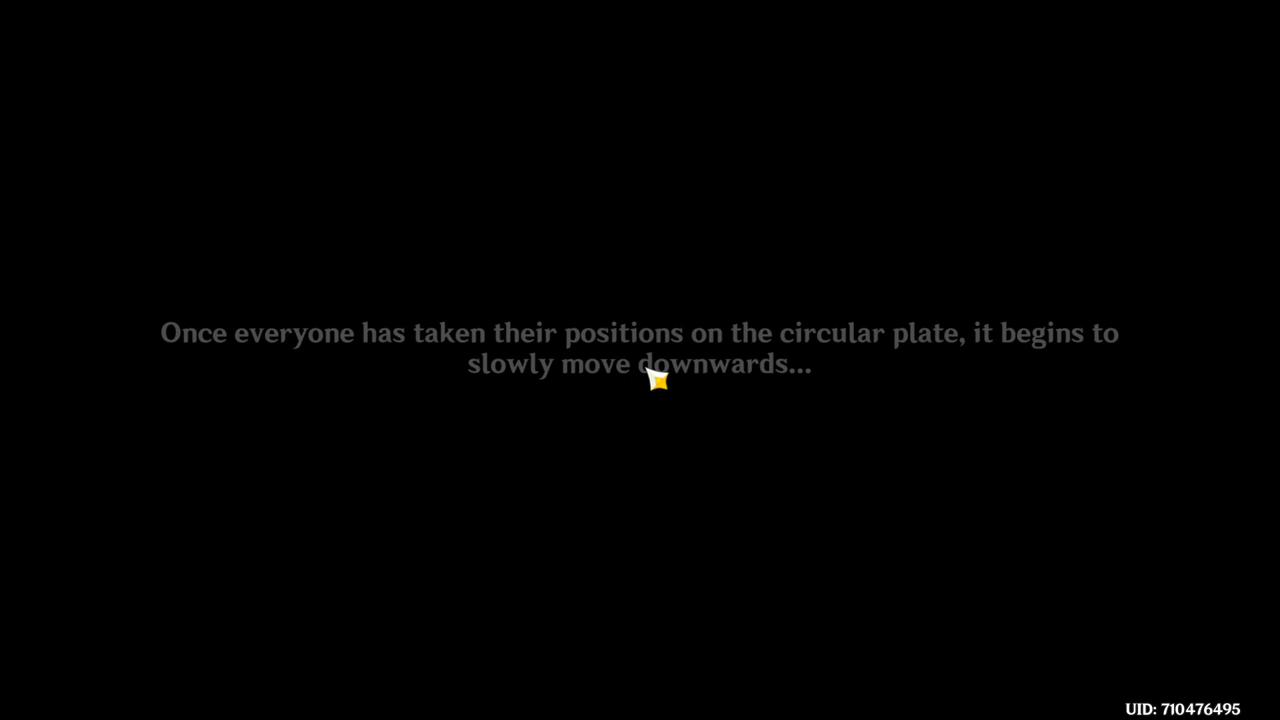 Once everyone has taken their positions on the circular plate, it begins to
slowly move downwards...
UID: 710476495